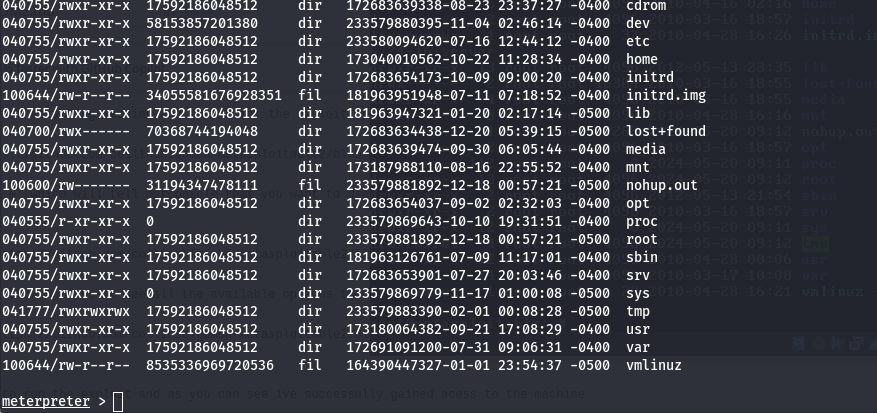 040755/rwxr-xr-x 17592186048512 dir 172683639338-08-23 23:37:27 -0400 cdrom
040755/rwxr-xr-x 58153857201380 dir 233579880395-11-04 02:46:14 -0400 dev
040755/rwxr-xr-x 17592186048512 dir 233580094620-07-16 12:44:12 -0400 etc
040755/rwxr-xr-x 17592186048512 dir 173040010562-10-22 11:28:34 -0400 home
040755/rwxr-xr-x 17592186048512 dir 172683654173-10-09 09:00:20 -0400 initrd
100644/rw-r--r-- 34055581676928351 fil 181963951948-07-11 07:18:52 -0400 initrd.img
040755/rwxr-xr-x 17592186048512 dir 181963947321-01-20 02:17:14 -0500 lib
040700/rwx------ 70368744194048 dir 172683634438-12-20 05:39:15 -0500 lost+found
040755/rwxr-xr-x 17592186048512 dir 172683639474-09-30 06:05:44 -0400 media
040755/rwxr-xr-x 17592186048512 dir 173187988110-08-16 22:55:52 -0400 mnt
100600/rw------- 31194347478111 fil 233579881892-12-18 00:57:21 -0500 nohup.out
040755/rwxr-xr-x 17592186048512 dir 172683654037-09-02 02:32:03 -0400 opt
040555/r-xr-xr-x 0 dir 233579869643-10-10 19:31:51 -0400 proc
040755/rwxr-xr-x 17592186048512 dir 233579881892-12-18 00:57:21 -0500 root
040755/rwxr-xr-x 17592186048512 dir 181963126761-07-09 11:17:01 -0400 sbin
040755/rwxr-xr-x 17592186048512 dir 172683653901-07-27 20:03:46 -0400 srv
040755/rwxr-xr-x 0 dir 233579869779-11-17 01:00:08 -0500 sys
041777/rwxrwxrwx 17592186048512 dir 233579883390-02-01 00:08:28 -0500 tmp
040755/rwxr-xr-x 17592186048512 dir 173180064382-09-21 17:08:29 -0400 usr
040755/rwxr-xr-x 17592186048512 dir 172691091200-07-31 09:06:31 -0400 var
100644/rw-r--r-- 8535336969720536 fil 164390447327-01-01 23:54:37 -0500 vmlinuz
meterpreter >